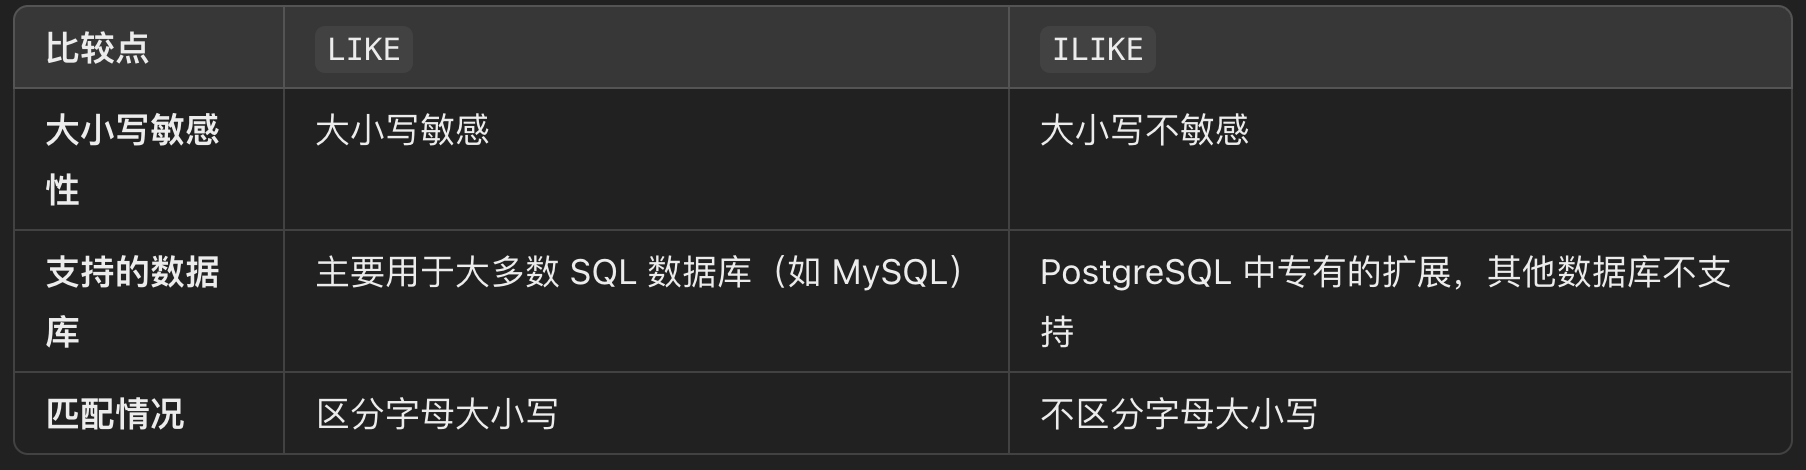 比较点
LIKE
ILIKE
大小写敏感
性
大小写敏感
大小写不敏感
支持的数据
库
主要用于大多数 SQL 数据库（如 MySQL）
PostgreSQL 中专有的扩展，其他数据库不支
持
匹配情况
区分字母大小写
不区分字母大小写